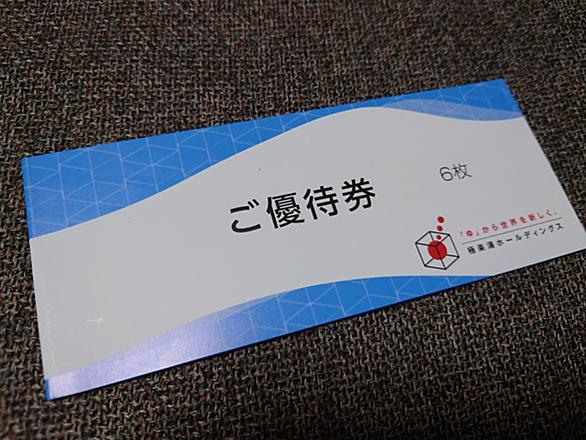 ご優待券
6枚
「ゆ」から世界を新しく。
極楽湯ホールディングス